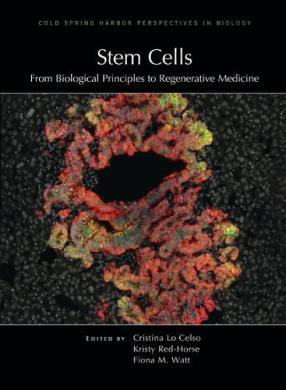 COLD SPRING HARBOR PERSPECTIVES IN BIOLOGY
Stem Cells
From Biological Principles to Regenerative Medicine
EDITED BY Cristina Lo Celso
Kristy Red-Horse
Fiona M. Watt